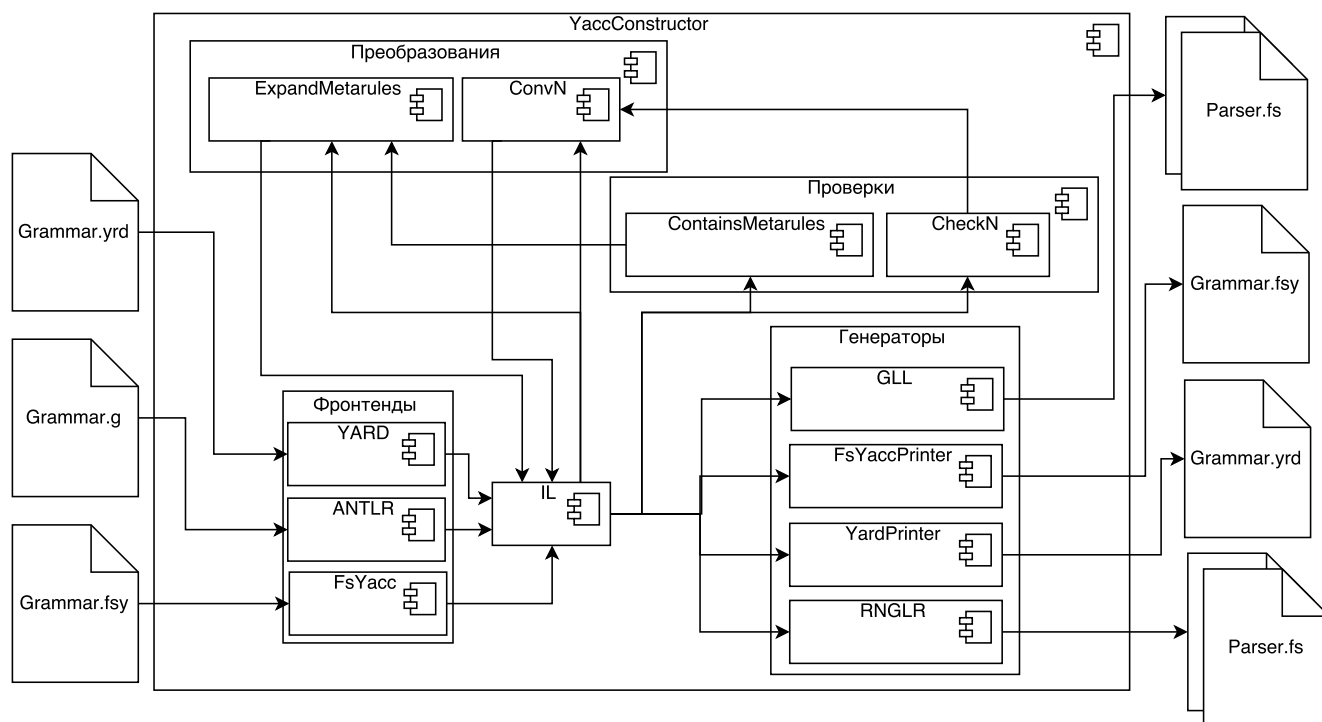 YaccConstructor
Преобразования
ExpandMetarules
ConvN
Parser.fs
Проверки
ContainsMetarules
CheckN
Grammar.yrd
Grammar.fsy
Генераторы
GLL
Фронтенды
YARD
Grammar.g
FsYaccPrinter
Grammar.yrd
IL
ANTLR
YardPrinter
FsYacc
Grammar.fsy
RNGLR
Parser.fs